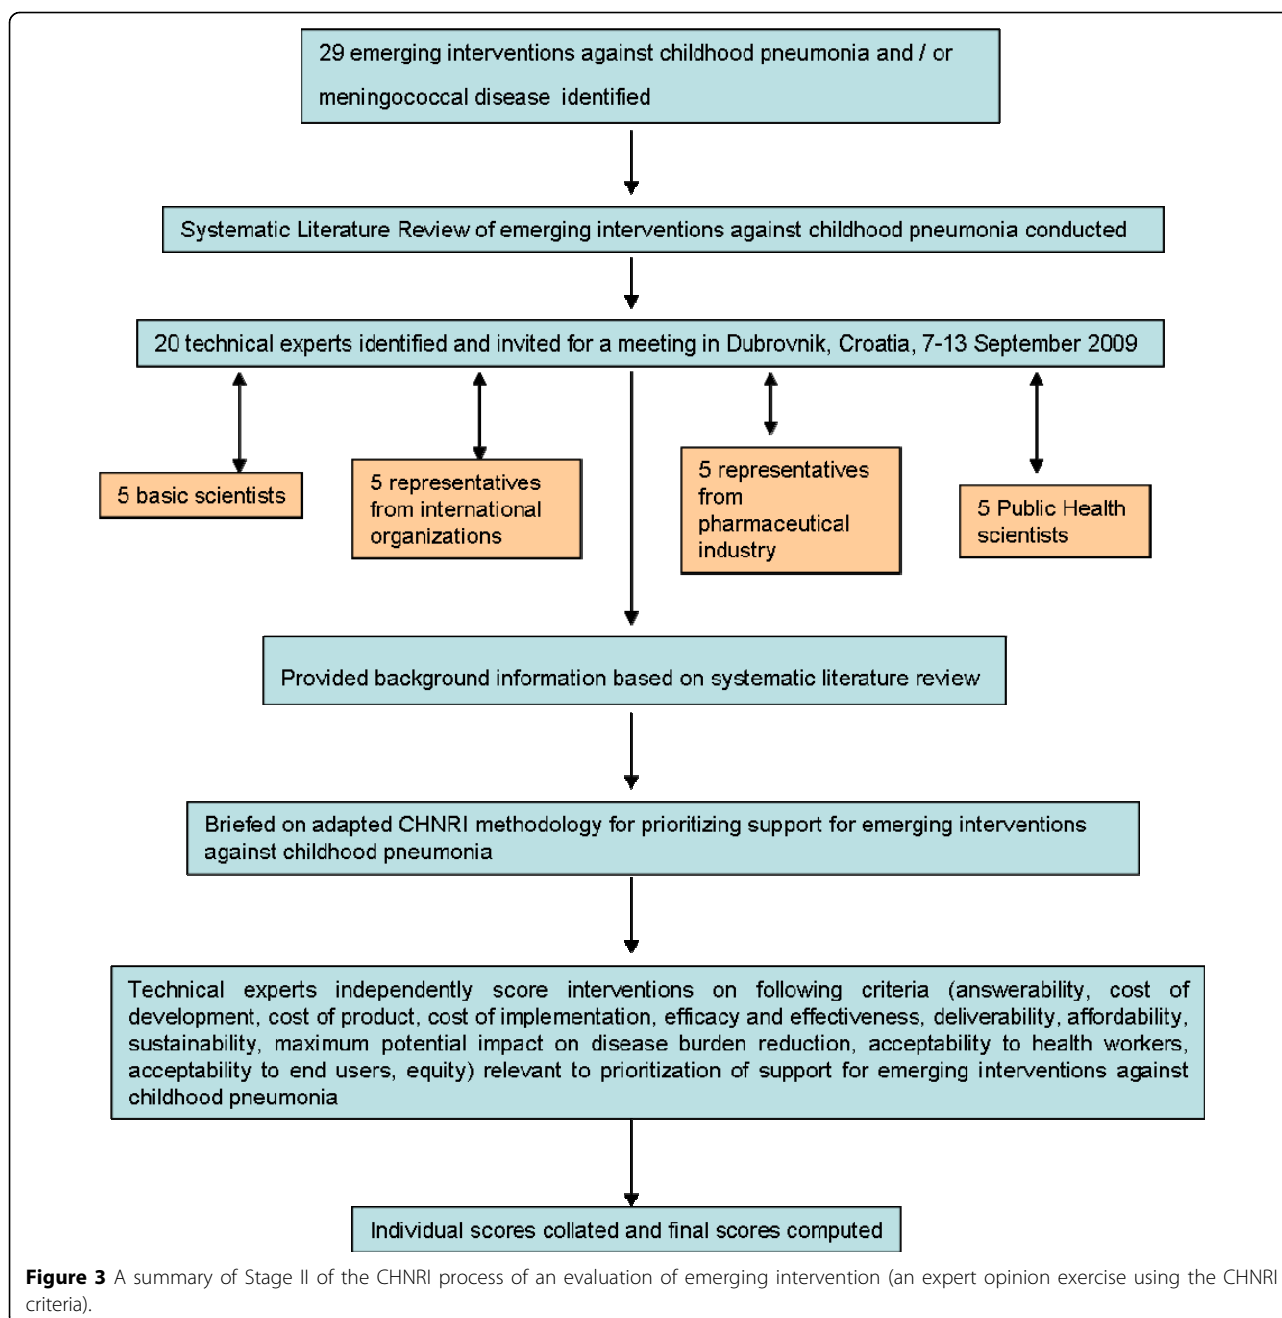 29 emerging interventions against childhood pneumonia and / or
meningococcal disease identified
Systematic Literature Review of emerging interventions against childhood pneumonia conducted
20 technical experts identified and invited for a meeting in Dubrovnik, Croatia, 7-13 September 2009
5 basic scientists
5 representatives
from international
organizations
5 representatives
from
pharmaceutical
industry
5 Public Health
scientists
Provided background information based on systematic literature review
Briefed on adapted CHNRI methodology for prioritizing support for emerging interventions
against childhood pneumonia
Technical experts independently score interventions on following criteria (answerability, cost of
development, cost of product, cost of implementation, efficacy and effectiveness, deliverability, affordability,
sustainability, maximum potential impact on disease burden reduction, acceptability to health workers,
acceptability to end users, equity) relevant to prioritization of support for emerging interventions against
childhood pneumonia
Individual scores collated and final scores computed
Figure 3 A summary of Stage II of the CHNRI process of an evaluation of emerging intervention (an expert opinion exercise using the CHNRI
criteria).